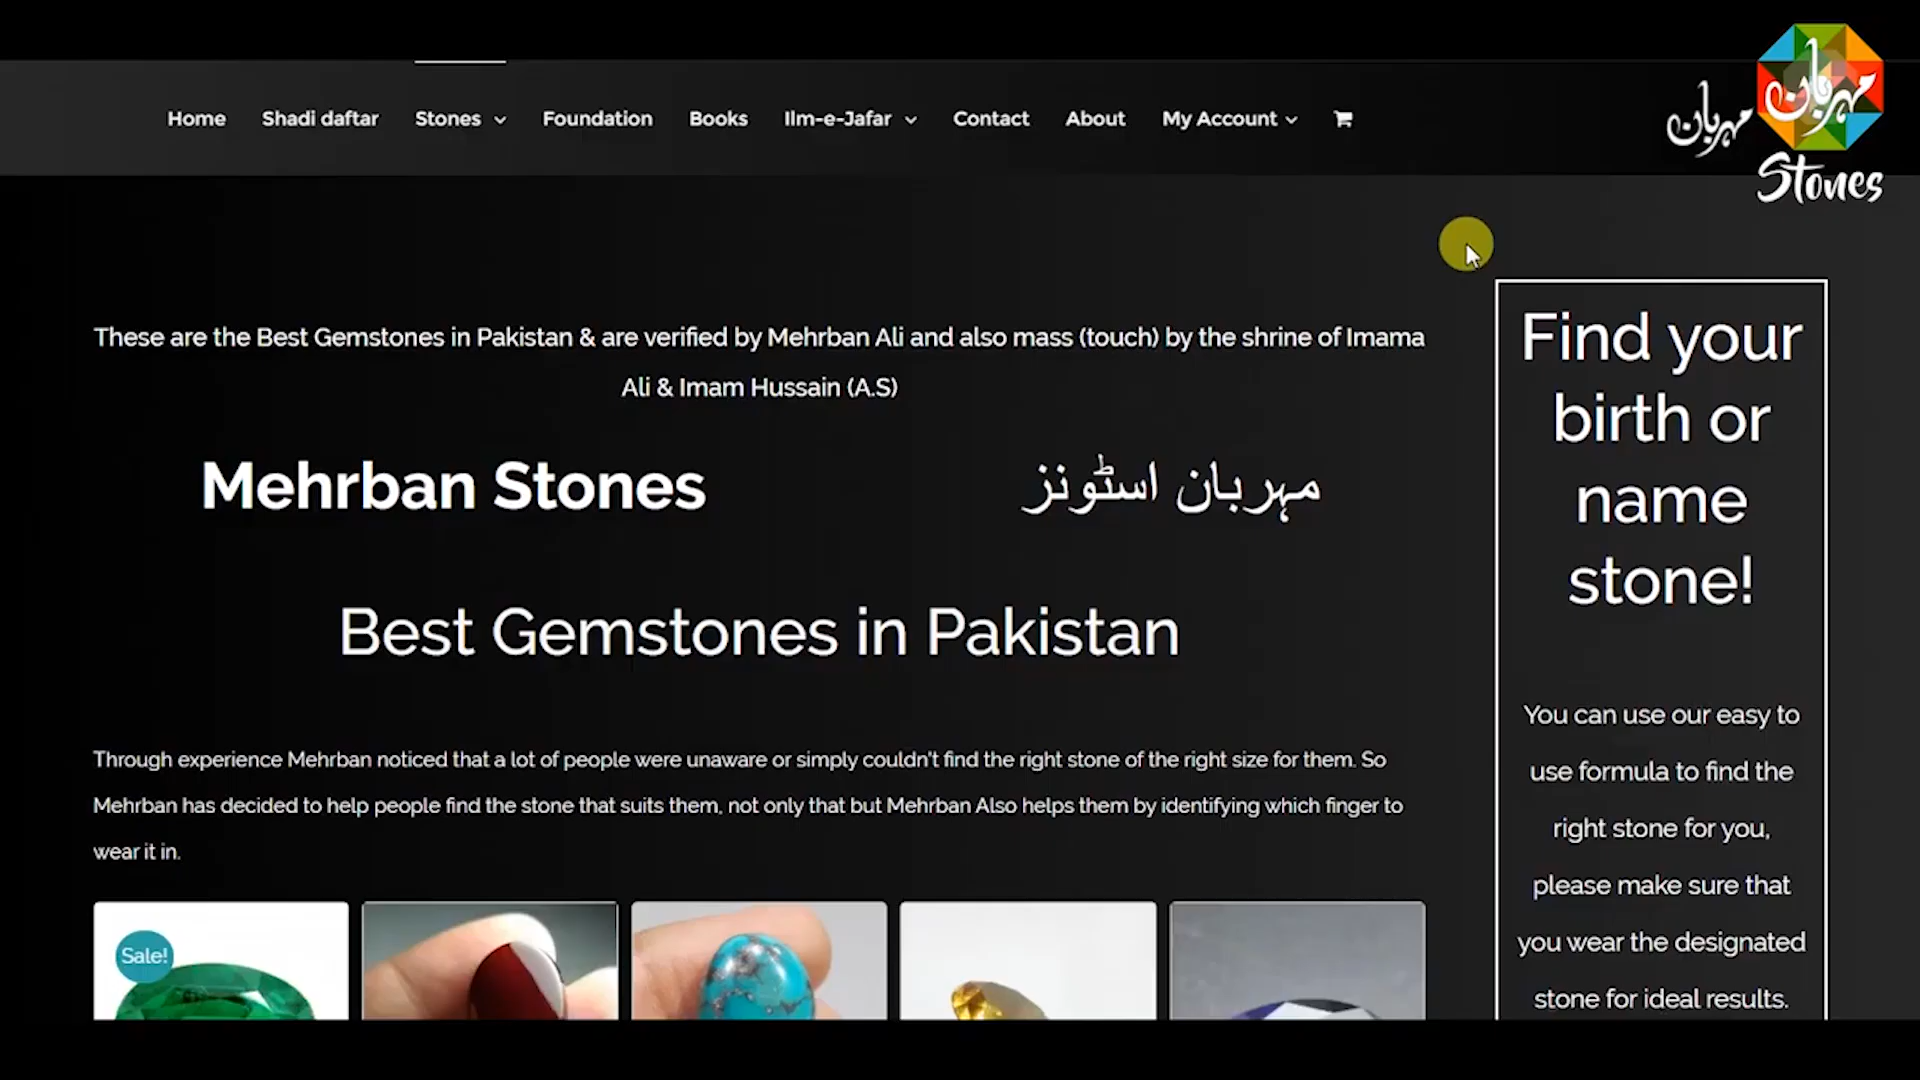 Home Shadi daftar Stones Foundation Books Ilm-e-Jafar Contact About My Account
مہربان
مہربان
Stones
These are the Best Gemstones in Pakistan & are verified by Mehrban Ali and also mass (touch) by the shrine of Imama
Ali & Imam Hussain (A.S)
Mehrban Stones
مہربان اسٹونز
Best Gemstones in Pakistan
Through experience Mehrban noticed that a lot of people were unaware or simply couldn't find the right stone of the right size for them. So
Mehrban has decided to help people find the stone that suits them, not only that but Mehrban Also helps them by identifying which finger to
wear it in.
Sale!
Find your
birth or
name
stone!
You can use our easy to
use formula to find the
right stone for you,
please make sure that
you wear the designated
stone for ideal results.